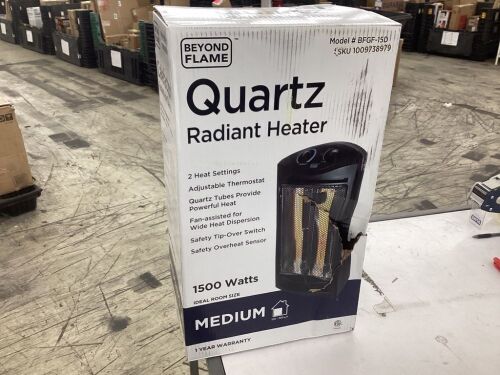 BEYOND
FLAME
Model # BFGF-15D
SKU 1009738979
Quartz
Radiant Heater
2 Heat Settings
Adjustable Thermostat
Quartz Tubes Provide
Powerful Heat
Fan-assisted for
Wide Heat Dispersion
Safety Tip-Over Switch
Safety Overheat Sensor
1500 Watts
IDEAL ROOM SIZE
MEDIUM
1 YEAR WARRANTY